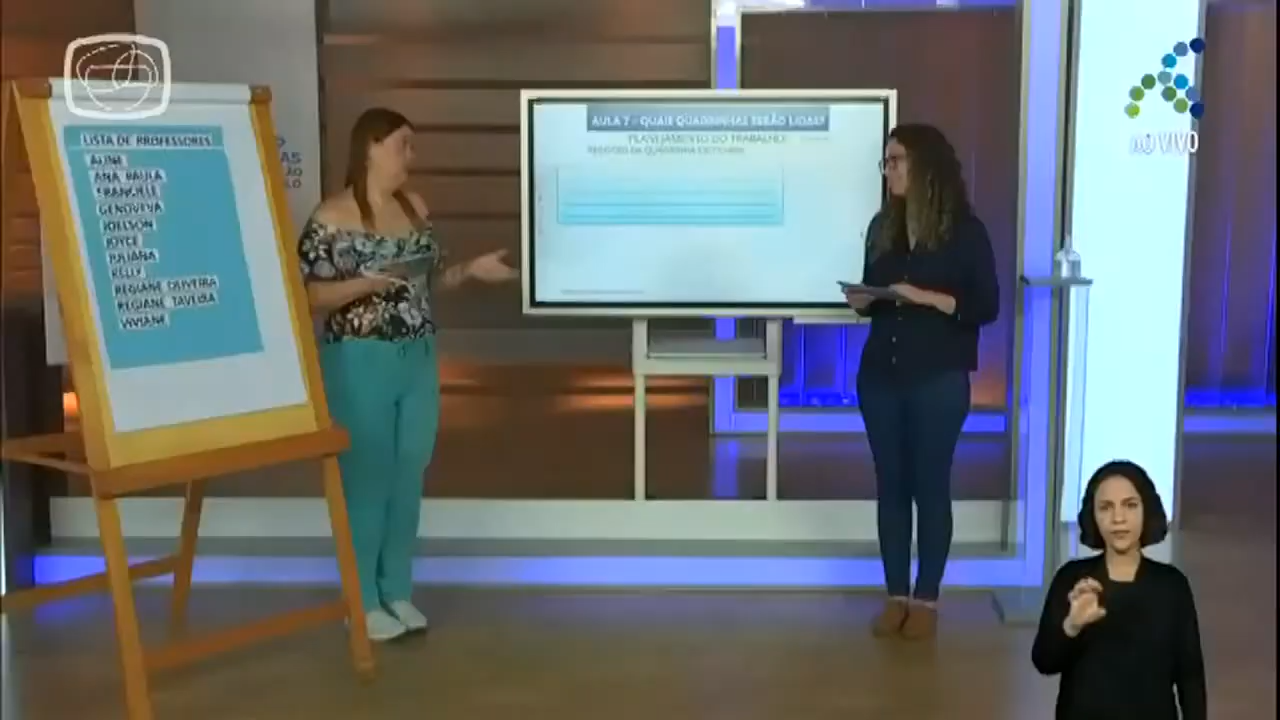 LISTA DE PROFESSORES
ALINE
ANA PAULA
FRANCIELE
GENOVEVA
JOELSON
JOYCE
JULIANA
KELLY
REGIANE OLIVEIRA
REGIANE TAVEIRA
VIVIANE
AULA 7 - QUAIS QUADRINHAS SERÃO LIDAS?
PLANEJAMENTO DO TRABALHO
AO VIVO